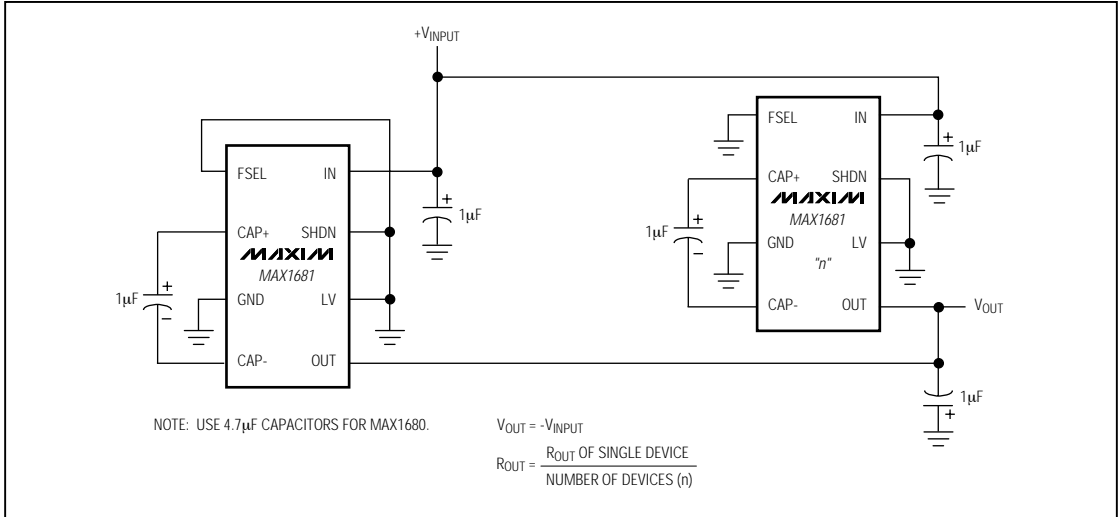 +VINPUT
FSEL IN
CAP+ SHDN
MAXIM
MAX1681
GND LV
CAP- OUT
1µF
+
–
+
1µF
FSEL IN
CAP+ SHDN
MAXIM
MAX1681
GND LV
"n"
CAP- OUT
1µF
+
–
+
1µF
VOUT
1µF
+
NOTE: USE 4.7µF CAPACITORS FOR MAX1680.
VOUT = -VINPUT
ROUT = ROUT OF SINGLE DEVICE
NUMBER OF DEVICES (n)